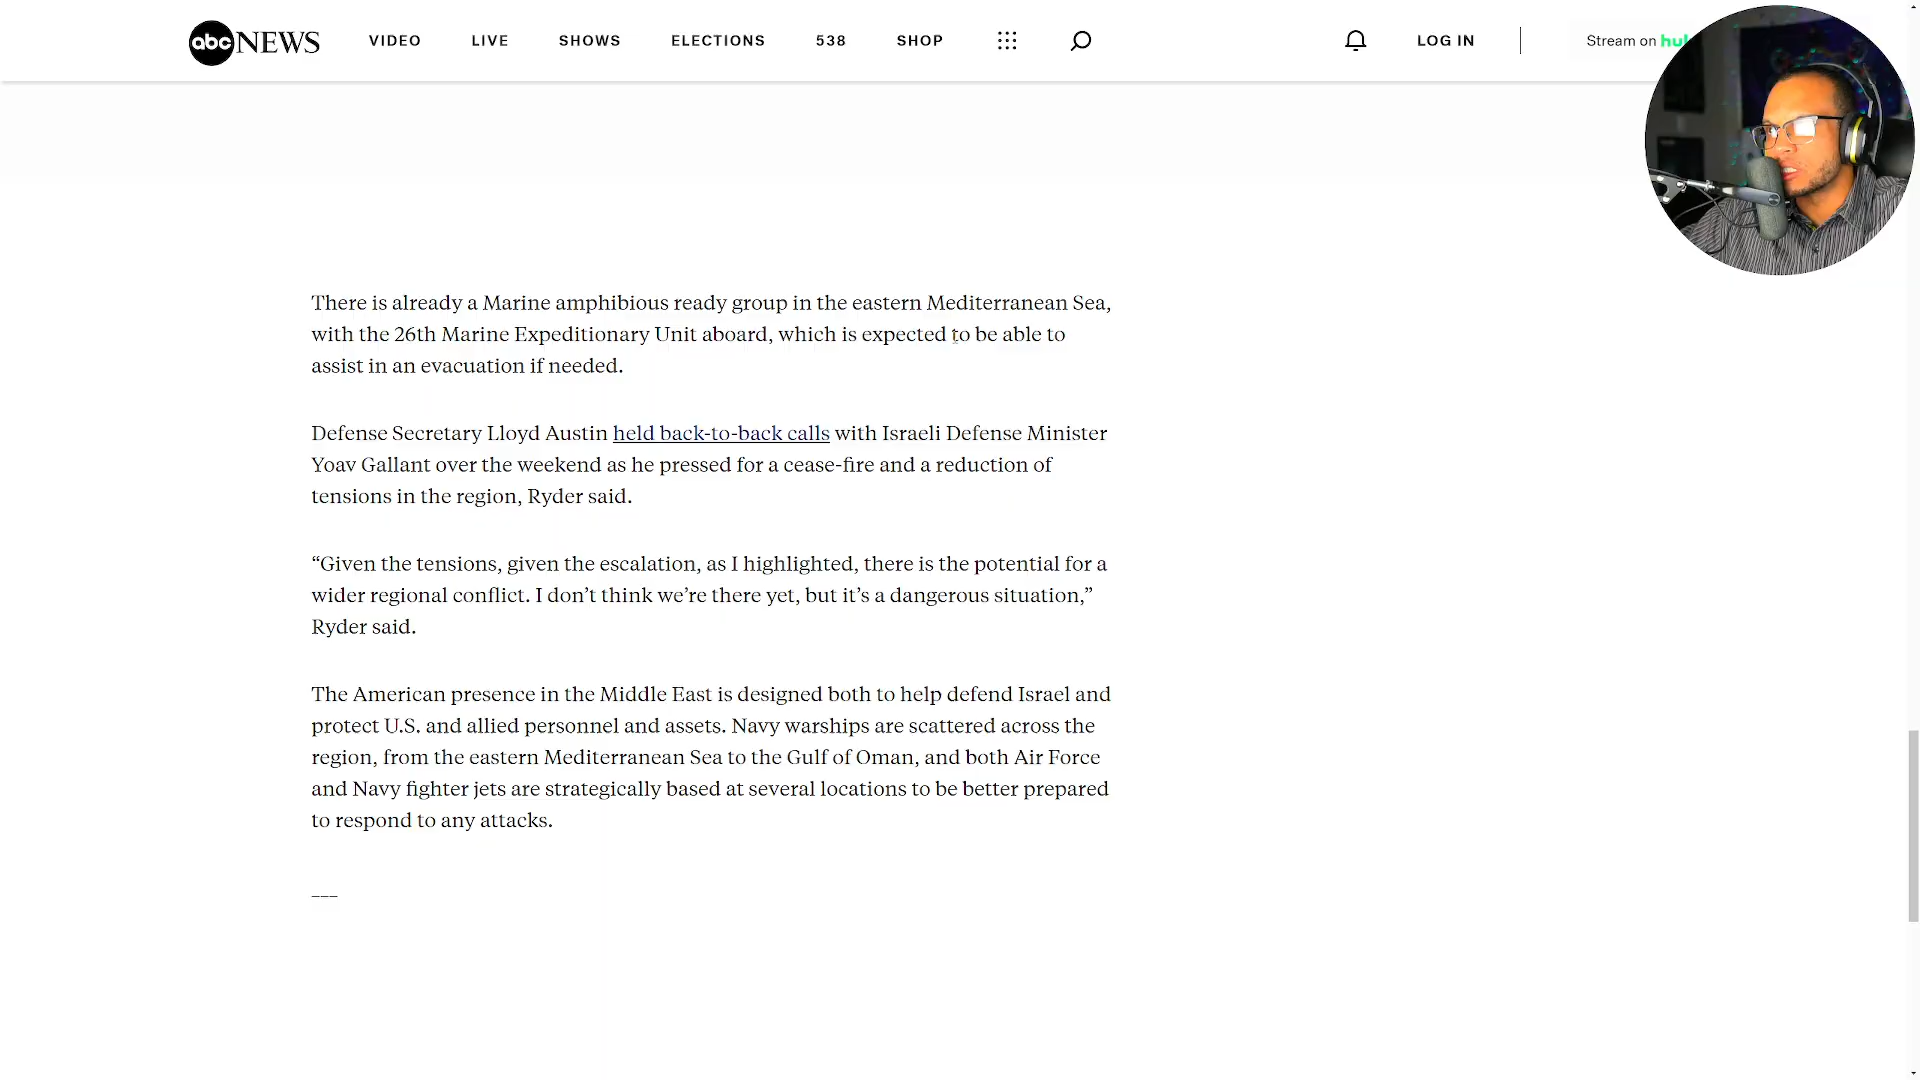 abc NEWS VIDEO LIVE SHOWS ELECTIONS 538 SHOP LOG IN Stream on
There is already a Marine amphibious ready group in the eastern Mediterranean Sea,
with the 26th Marine Expeditionary Unit aboard, which is expected to be able to
assist in an evacuation if needed.
Defense Secretary Lloyd Austin held back-to-back calls with Israeli Defense Minister
Yoav Gallant over the weekend as he pressed for a cease-fire and a reduction of
tensions in the region, Ryder said.
“Given the tensions, given the escalation, as I highlighted, there is the potential for a
wider regional conflict. I don’t think we’re there yet, but it’s a dangerous situation,”
Ryder said.
The American presence in the Middle East is designed both to help defend Israel and
protect U.S. and allied personnel and assets. Navy warships are scattered across the
region, from the eastern Mediterranean Sea to the Gulf of Oman, and both Air Force
and Navy fighter jets are strategically based at several locations to be better prepared
to respond to any attacks.
___